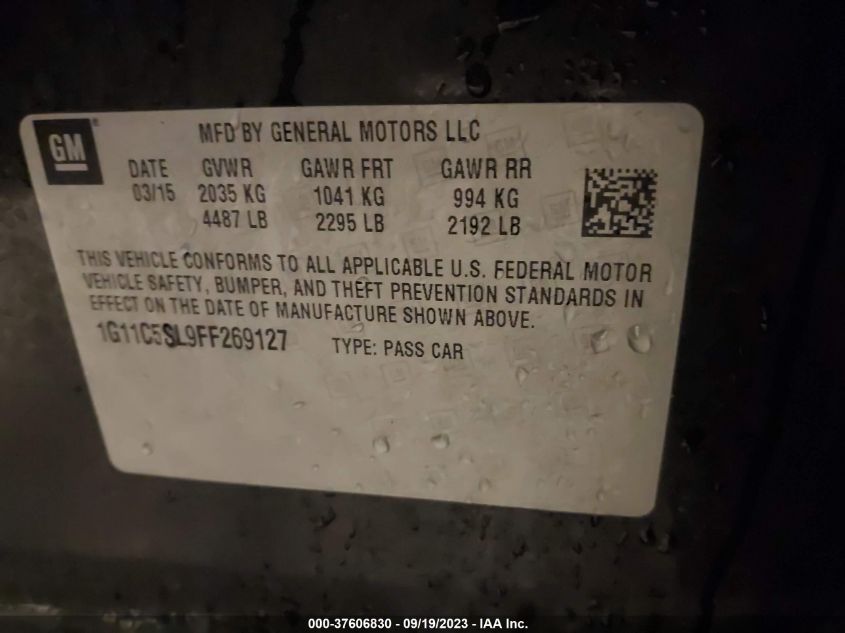 GM
MFD BY GENERAL MOTORS LLC
DATE GVWR GAWR FRT GAWR RR
03/15 2035 KG 1041 KG 994 KG
4487 LB 2295 LB 2192 LB
THIS VEHICLE CONFORMS TO ALL APPLICABLE U.S. FEDERAL MOTOR
VEHICLE SAFETY, BUMPER, AND THEFT PREVENTION STANDARDS IN
EFFECT ON THE DATE OF MANUFACTURE SHOWN ABOVE.
1G11C5SL9FF269127 TYPE: PASS CAR
000-37606830 - 09/19/2023 - IAA Inc.